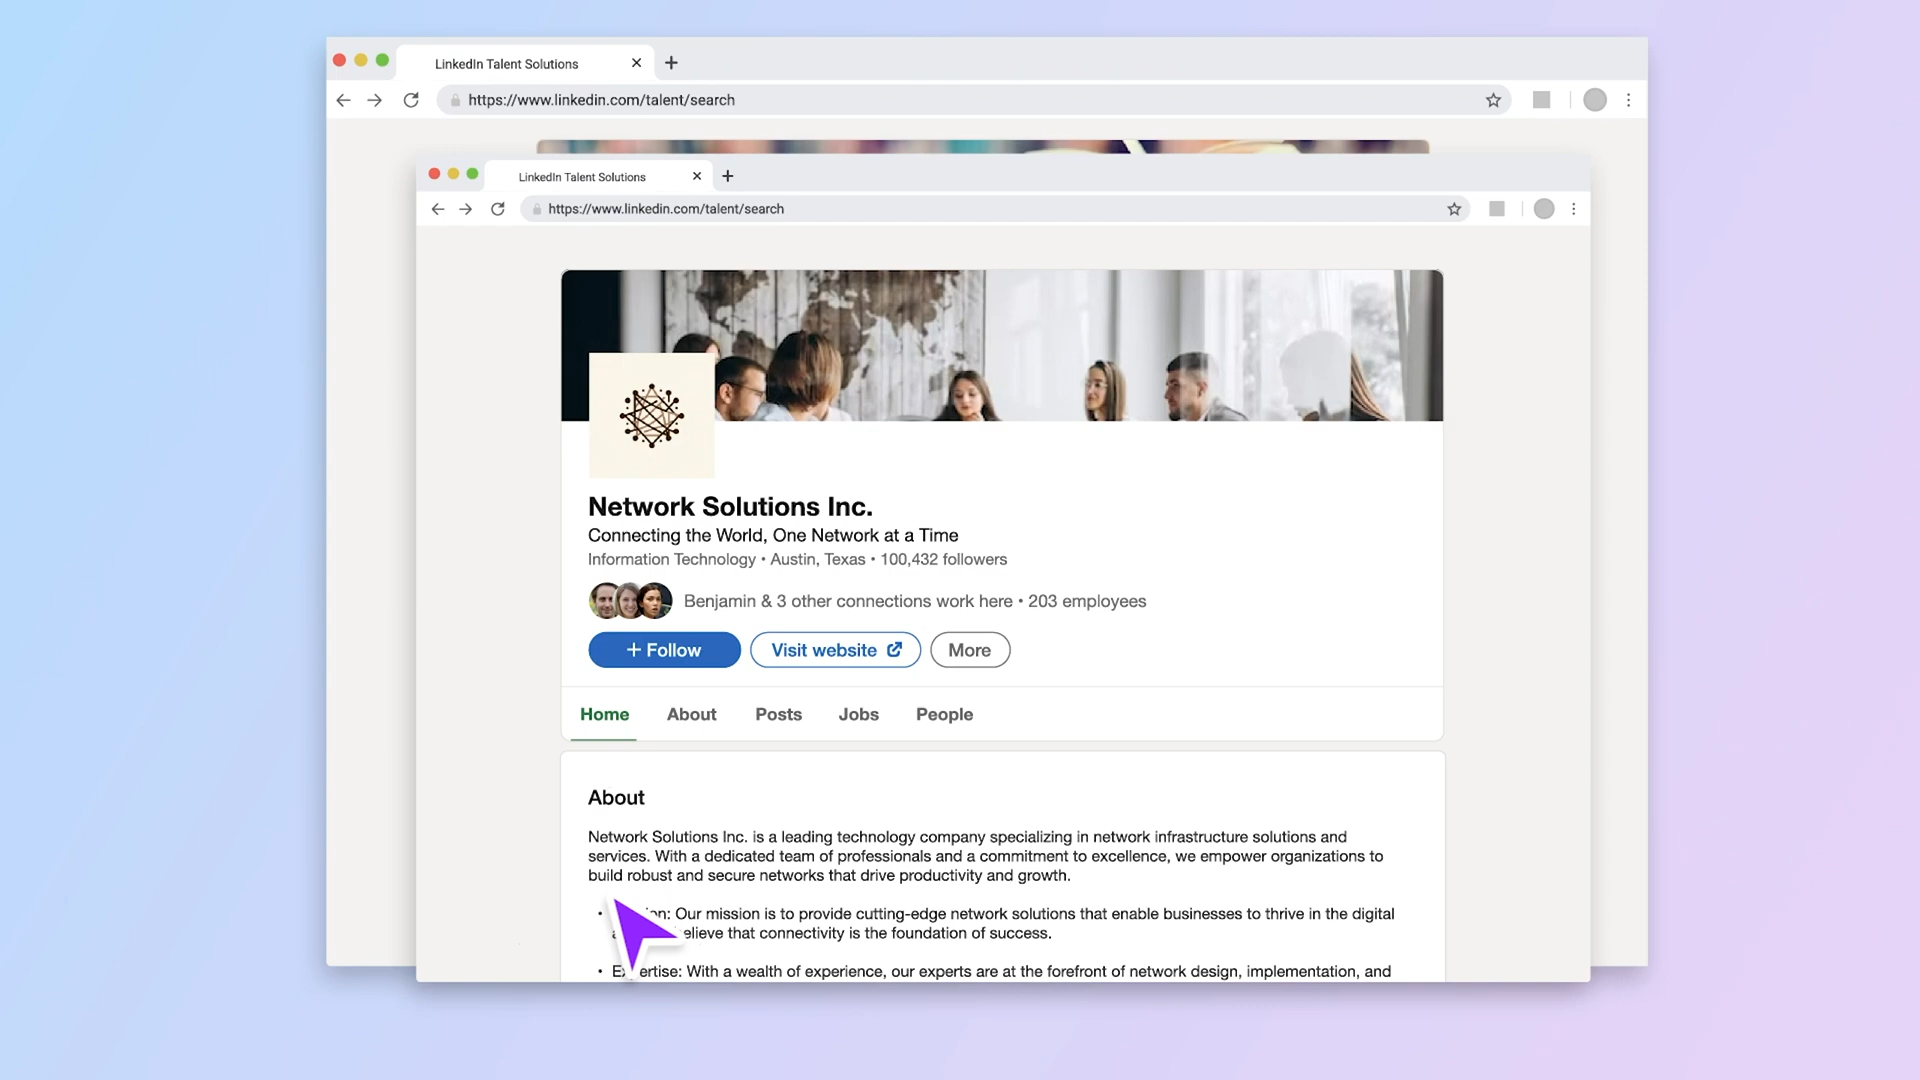 LinkedIn Talent Solutions
https://www.linkedin.com/talent/search
LinkedIn Talent Solutions
https://www.linkedin.com/talent/search
Network Solutions Inc.
Connecting the World, One Network at a Time
Information Technology • Austin, Texas • 100,432 followers
Benjamin & 3 other connections work here • 203 employees
+ Follow
Visit website
More
Home About Posts Jobs People
About
Network Solutions Inc. is a leading technology company specializing in network infrastructure solutions and
services. With a dedicated team of professionals and a commitment to excellence, we empower organizations to
build robust and secure networks that drive productivity and growth.
• Our mission is to provide cutting-edge network solutions that enable businesses to thrive in the digital
that connectivity is the foundation of success.
• Expertise: With a wealth of experience, our experts are at the forefront of network design, implementation, and